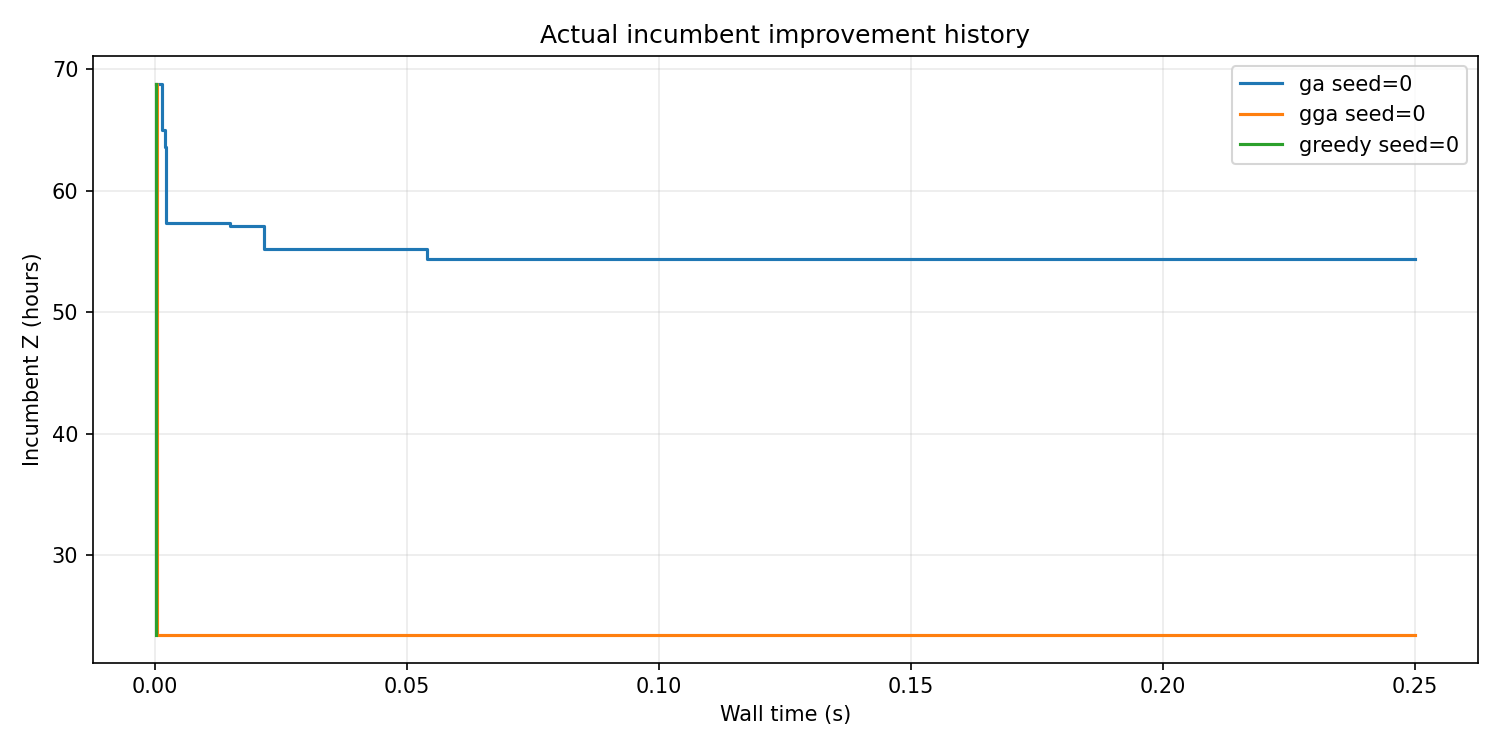 Actual incumbent improvement history
70
60
50
40
30
Incumbent Z (hours)
ga seed=0
gga seed=0
greedy seed=0
0.00 0.05 0.10 0.15 0.20 0.25
Wall time (s)